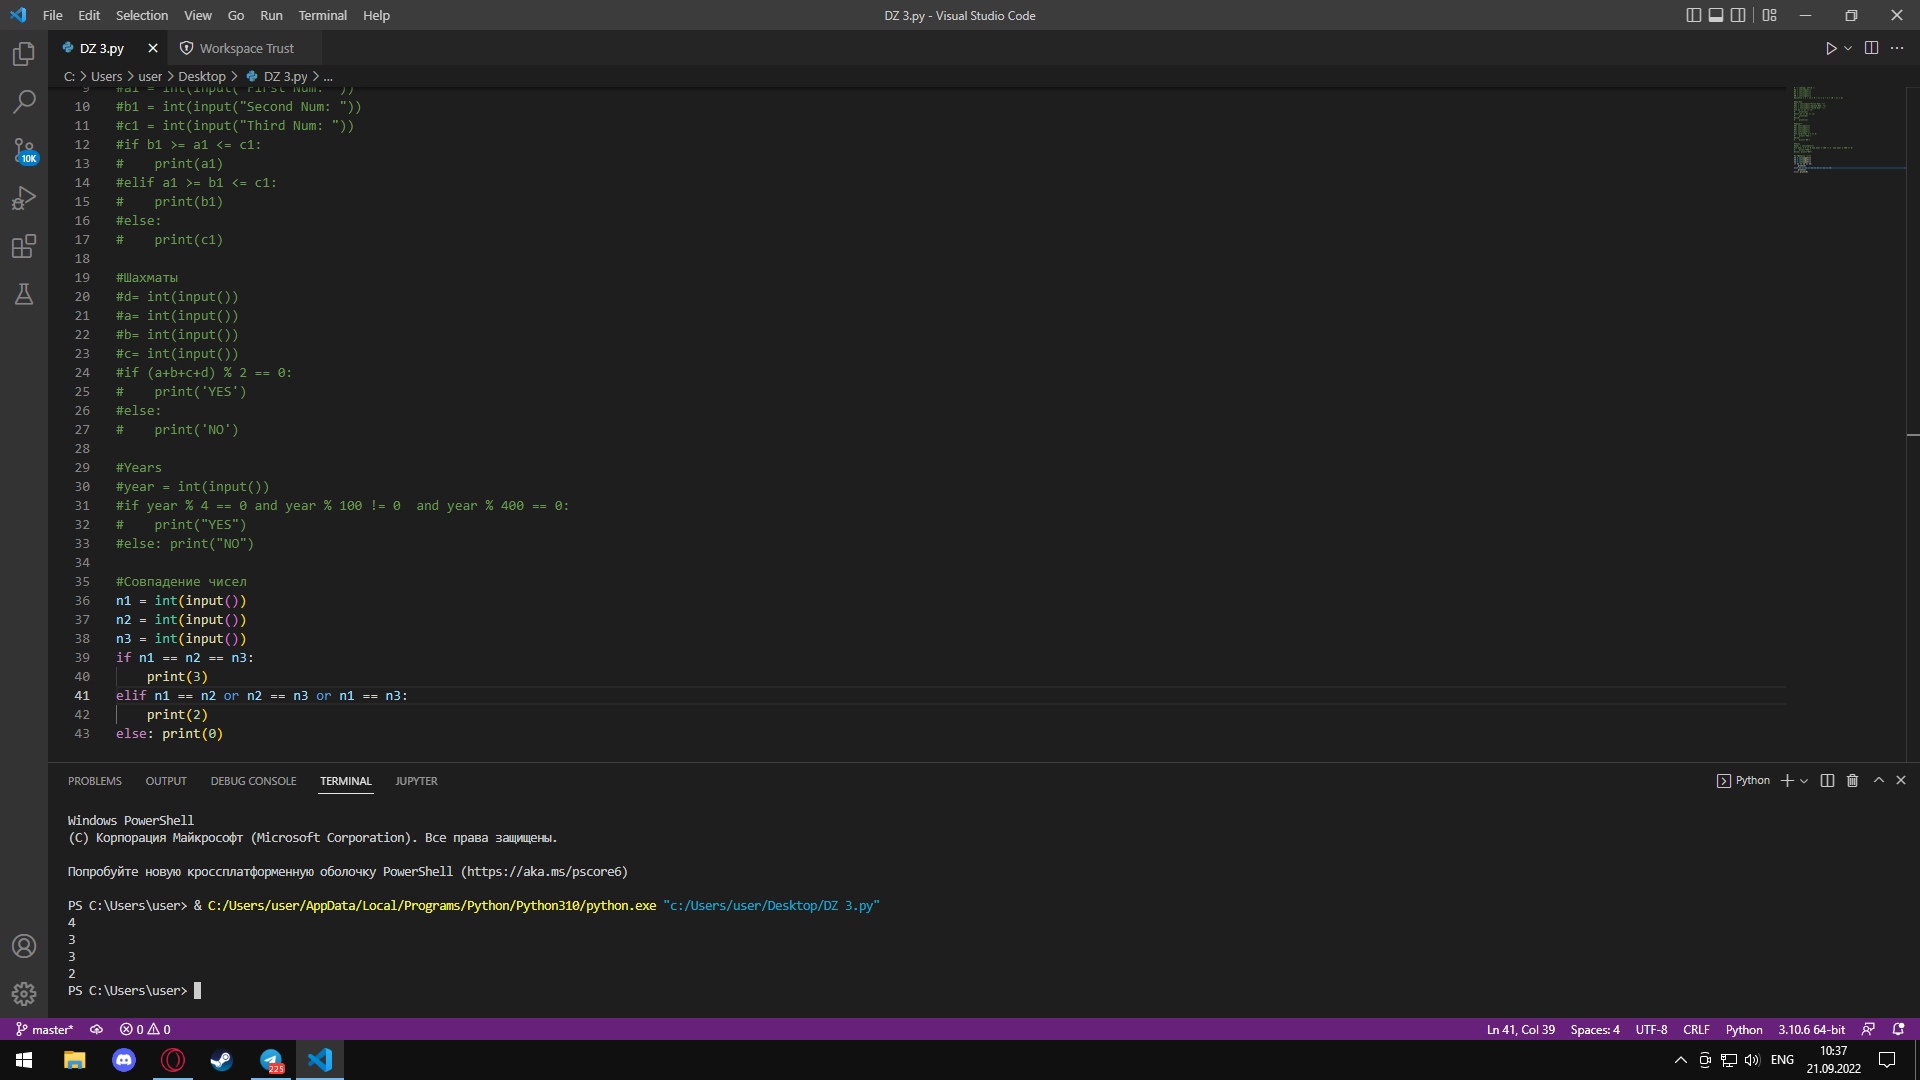 File Edit Selection View Go Run Terminal Help
DZ 3.py - Visual Studio Code
DZ 3.py
Workspace Trust
C: > Users > user > Desktop > DZ 3.py > ...
9 #a1 = int(input("First Num: "))
10 #b1 = int(input("Second Num: "))
11 #c1 = int(input("Third Num: "))
12 #if b1 >= a1 <= c1:
13 #    print(a1)
14 #elif a1 >= b1 <= c1:
15 #    print(b1)
16 #else:
17 #    print(c1)
18
19 #Шахматы
20 #d= int(input())
21 #a= int(input())
22 #b= int(input())
23 #c= int(input())
24 #if (a+b+c+d) % 2 == 0:
25 #    print('YES')
26 #else:
27 #    print('NO')
28
29 #Years
30 #year = int(input())
31 #if year % 4 == 0 and year % 100 != 0  and year % 400 == 0:
32 #    print("YES")
33 #else: print("NO")
34
35 #Совпадение чисел
36 n1 = int(input())
37 n2 = int(input())
38 n3 = int(input())
39 if n1 == n2 == n3:
40     print(3)
41 elif n1 == n2 or n2 == n3 or n1 == n3:
42     print(2)
43 else: print(0)
10K
PROBLEMS OUTPUT DEBUG CONSOLE TERMINAL JUPYTER
Python
Windows PowerShell
(C) Корпорация Майкрософт (Microsoft Corporation). Все права защищены.
Попробуйте новую кроссплатформенную оболочку PowerShell (https://aka.ms/pscore6)
PS C:\Users\user> & C:/Users/user/AppData/Local/Programs/Python/Python310/python.exe "c:/Users/user/Desktop/DZ 3.py"
4
3
3
2
PS C:\Users\user>
master* 0 0
Ln 41, Col 39 Spaces: 4 UTF-8 CRLF Python 3.10.6 64-bit
225
ENG
10:37
21.09.2022